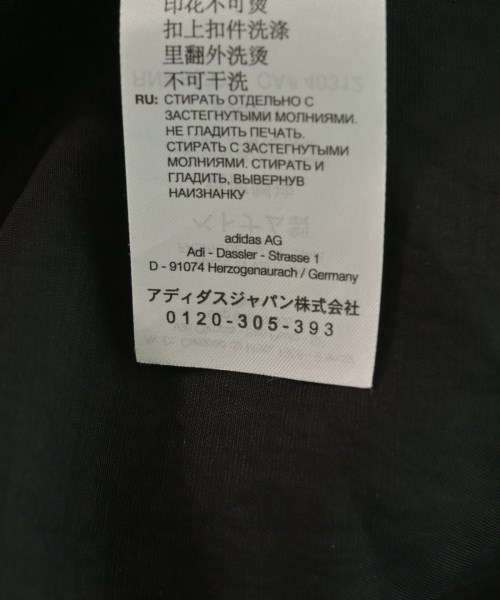 印花不可烫
扣上扣件洗涤
里翻外洗烫
不可干洗
RU: СТИРАТЬ ОТДЕЛЬНО С
ЗАСТЕГНУТЫМИ МОЛНИЯМИ.
НЕ ГЛАДИТЬ ПЕЧАТЬ.
СТИРАТЬ С ЗАСТЕГНУТЫМИ
МОЛНИЯМИ. СТИРАТЬ И
ГЛАДИТЬ, ВЫВЕРНУВ
НАИЗНАНКУ
adidas AG
Adi - Dassler - Strasse 1
D - 91074 Herzogenaurach / Germany
アディダスジャパン株式会社
0120-305-393